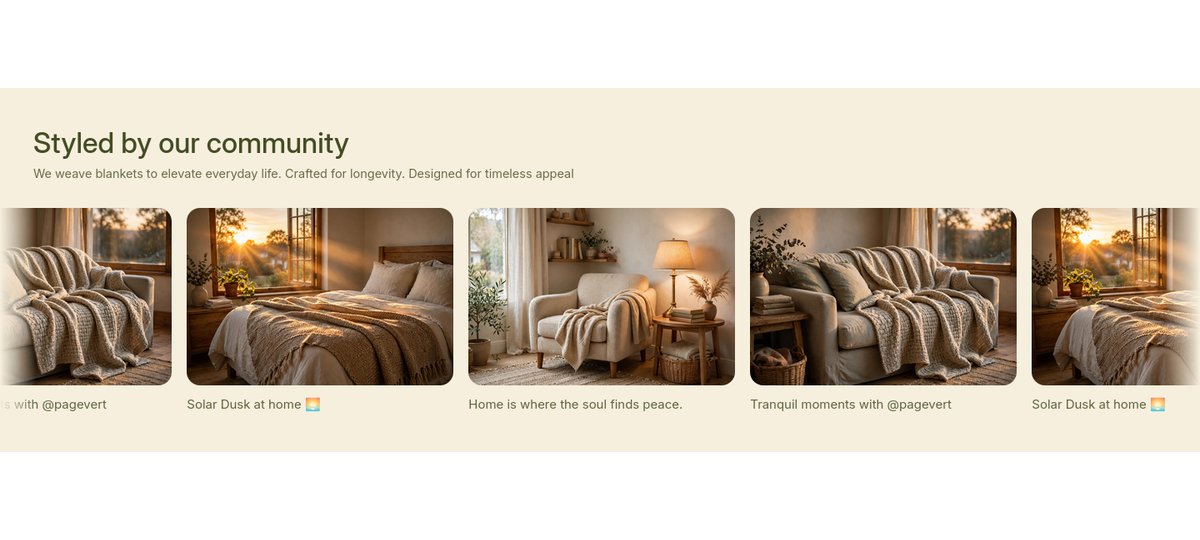 Styled by our community
We weave blankets to elevate everyday life. Crafted for longevity. Designed for timeless appeal
with @pagevert
Solar Dusk at home 🌅
Home is where the soul finds peace.
Tranquil moments with @pagevert
Solar Dusk at home 🌅